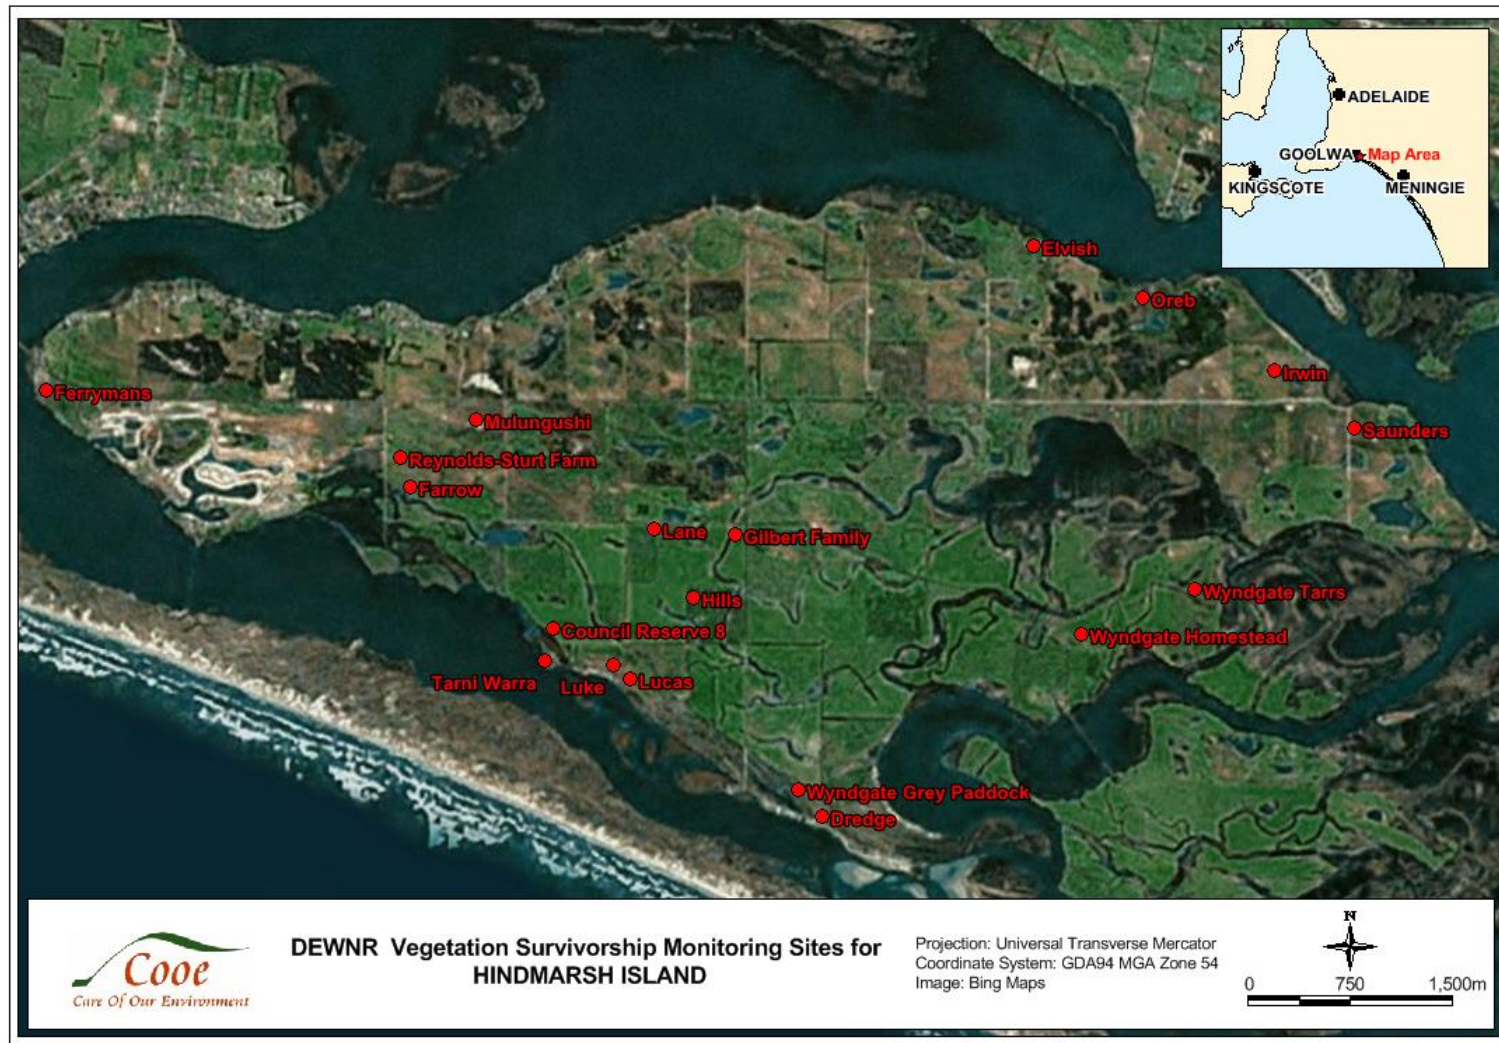 ADELAIDE
GOOLWA
Map Area
KINGSCOTE
MENINGIE
Elvish
Oreb
Irwin
Ferrymans
Mulungushi
Saunders
Reynolds-Sturt Farm
Farrow
Lane
Gilbert Family
Wyndgate Tarrs
Hills
Council Reserve 8
Wyndgate Homestead
Tarni Warra
Luke
Lucas
Wyndgate Grey Paddock
Dredge
Cooe
Care Of Our Environment
DEWNR Vegetation Survivorship Monitoring Sites for
HINDMARSH ISLAND
Projection: Universal Transverse Mercator
Coordinate System: GDA94 MGA Zone 54
Image: Bing Maps
N
0 750 1,500m